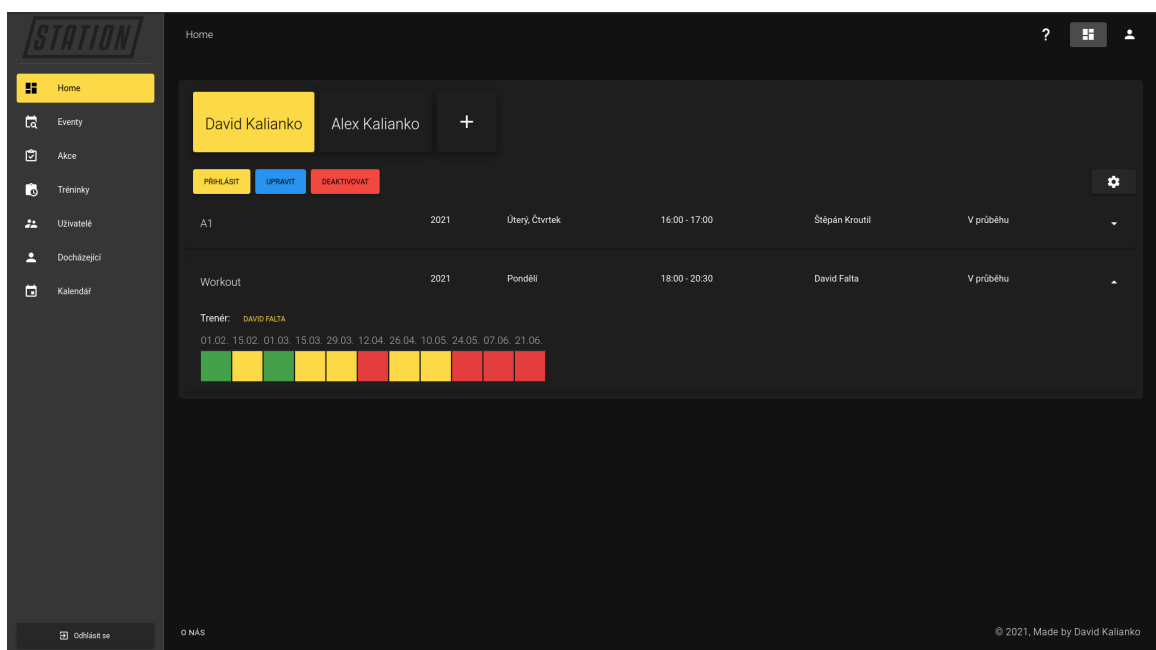 STATION
Home
Eventy
Akce
Tréninky
Uživatelé
Docházející
Kalendář
Odhlásit se
Home
?
David Kalianko
Alex Kalianko
+
PŘIHLÁSIT UPRAVIT DEAKTIVOVAT
A1 2021 Úterý, Čtvrtek 16:00 - 17:00 Štěpán Kroutil V průběhu
Workout 2021 Pondělí 18:00 - 20:30 David Falta V průběhu
Trenér: DAVID FALTA
01.02. 15.02. 01.03. 15.03. 29.03. 12.04. 26.04. 10.05. 24.05. 07.06. 21.06.
O NÁS
© 2021, Made by David Kalianko